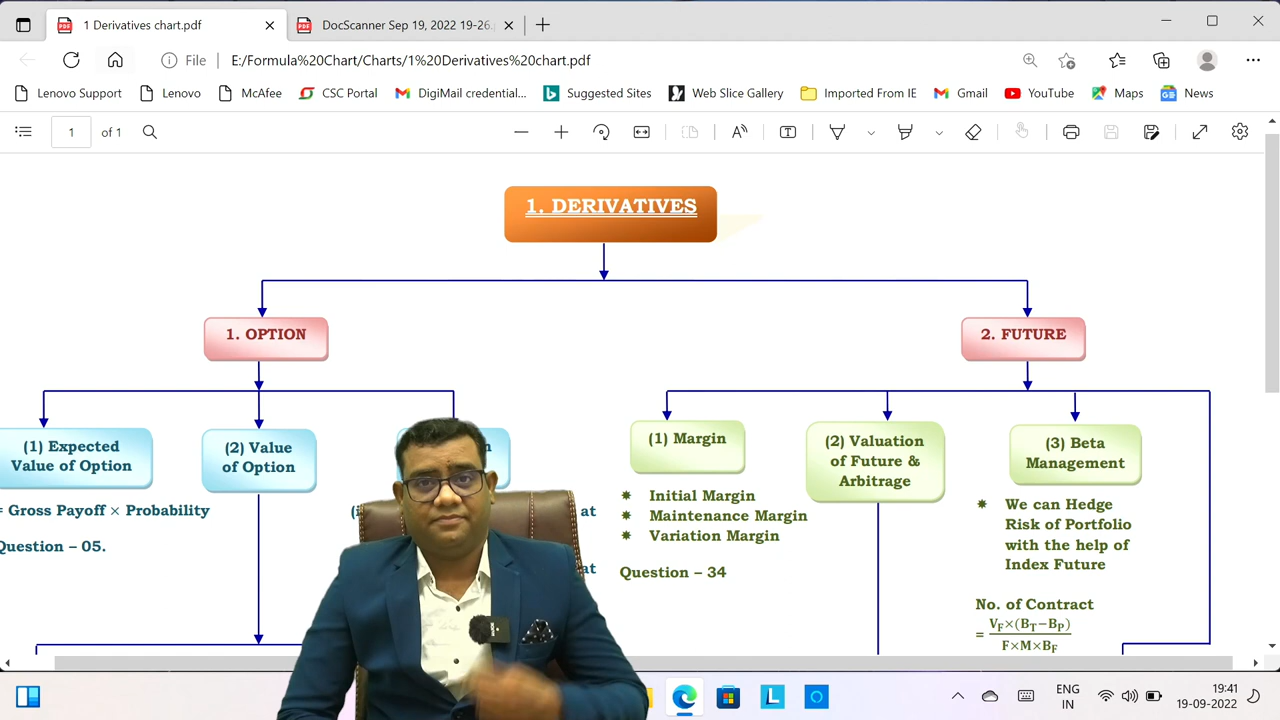 1 Derivatives chart.pdf
DocScanner Sep 19, 2022 19-26.
File
E:/Formula%20Chart/Charts/1%20Derivatives%20chart.pdf
Lenovo Support
Lenovo
McAfee
CSC Portal
DigiMail credential...
Suggested Sites
Web Slice Gallery
Imported From IE
Gmail
YouTube
Maps
News
1 of 1
1. DERIVATIVES
1. OPTION
2. FUTURE
(1) Expected
Value of Option
= Gross Payoff × Probability
Question – 05.
(2) Value
of Option
at
at
(1) Margin
Initial Margin
Maintenance Margin
Variation Margin
Question – 34
(2) Valuation
of Future &
Arbitrage
(3) Beta
Management
We can Hedge
Risk of Portfolio
with the help of
Index Future
No. of Contract
= V_F×(B_T−B_P)
F×M×B_F
ENG
IN
19:41
19-09-2022